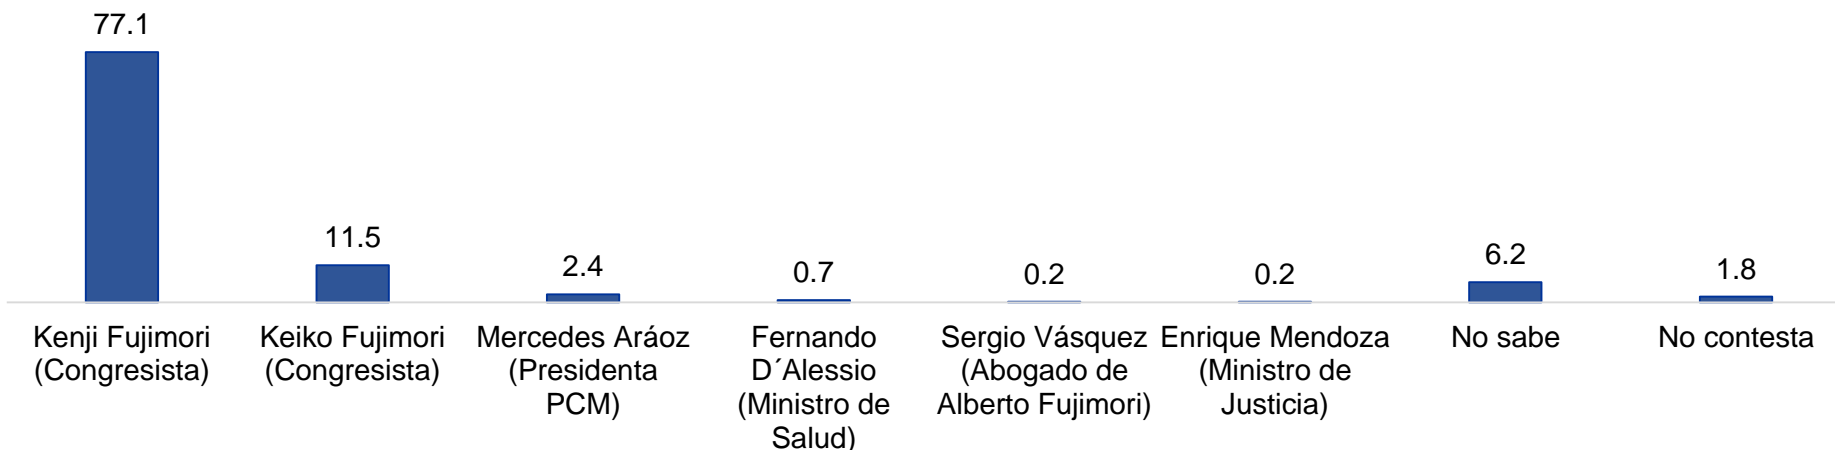 77.1
11.5
2.4
0.7
0.2
0.2
6.2
1.8
Kenji Fujimori
(Congresista)
Keiko Fujimori
(Congresista)
Mercedes Aráoz
(Presidenta
PCM)
Fernando
D´Alessio
(Ministro de
Salud)
Sergio Vásquez
(Abogado de
Alberto Fujimori)
Enrique Mendoza
(Ministro de
Justicia)
No sabe
No contesta